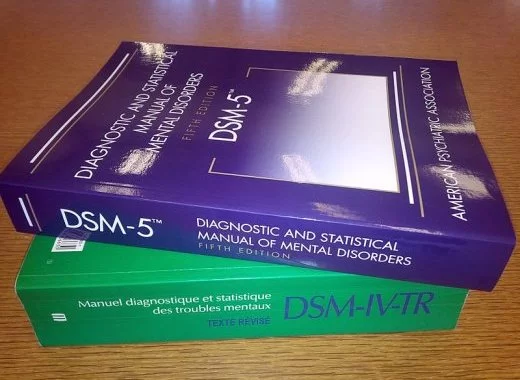 DIAGNOSTIC AND STATISTICAL
MANUAL OF
MENTAL DISORDERS
FIFTH EDITION
DSM-5™
AMERICAN PSYCHIATRIC ASSOCIATION
DSM-5™
DIAGNOSTIC AND STATISTICAL
MANUAL OF MENTAL DISORDERS
FIFTH EDITION
Manuel diagnostique et statistique
des troubles mentaux
TEXTE RÉVISÉ
DSM-IV-TR